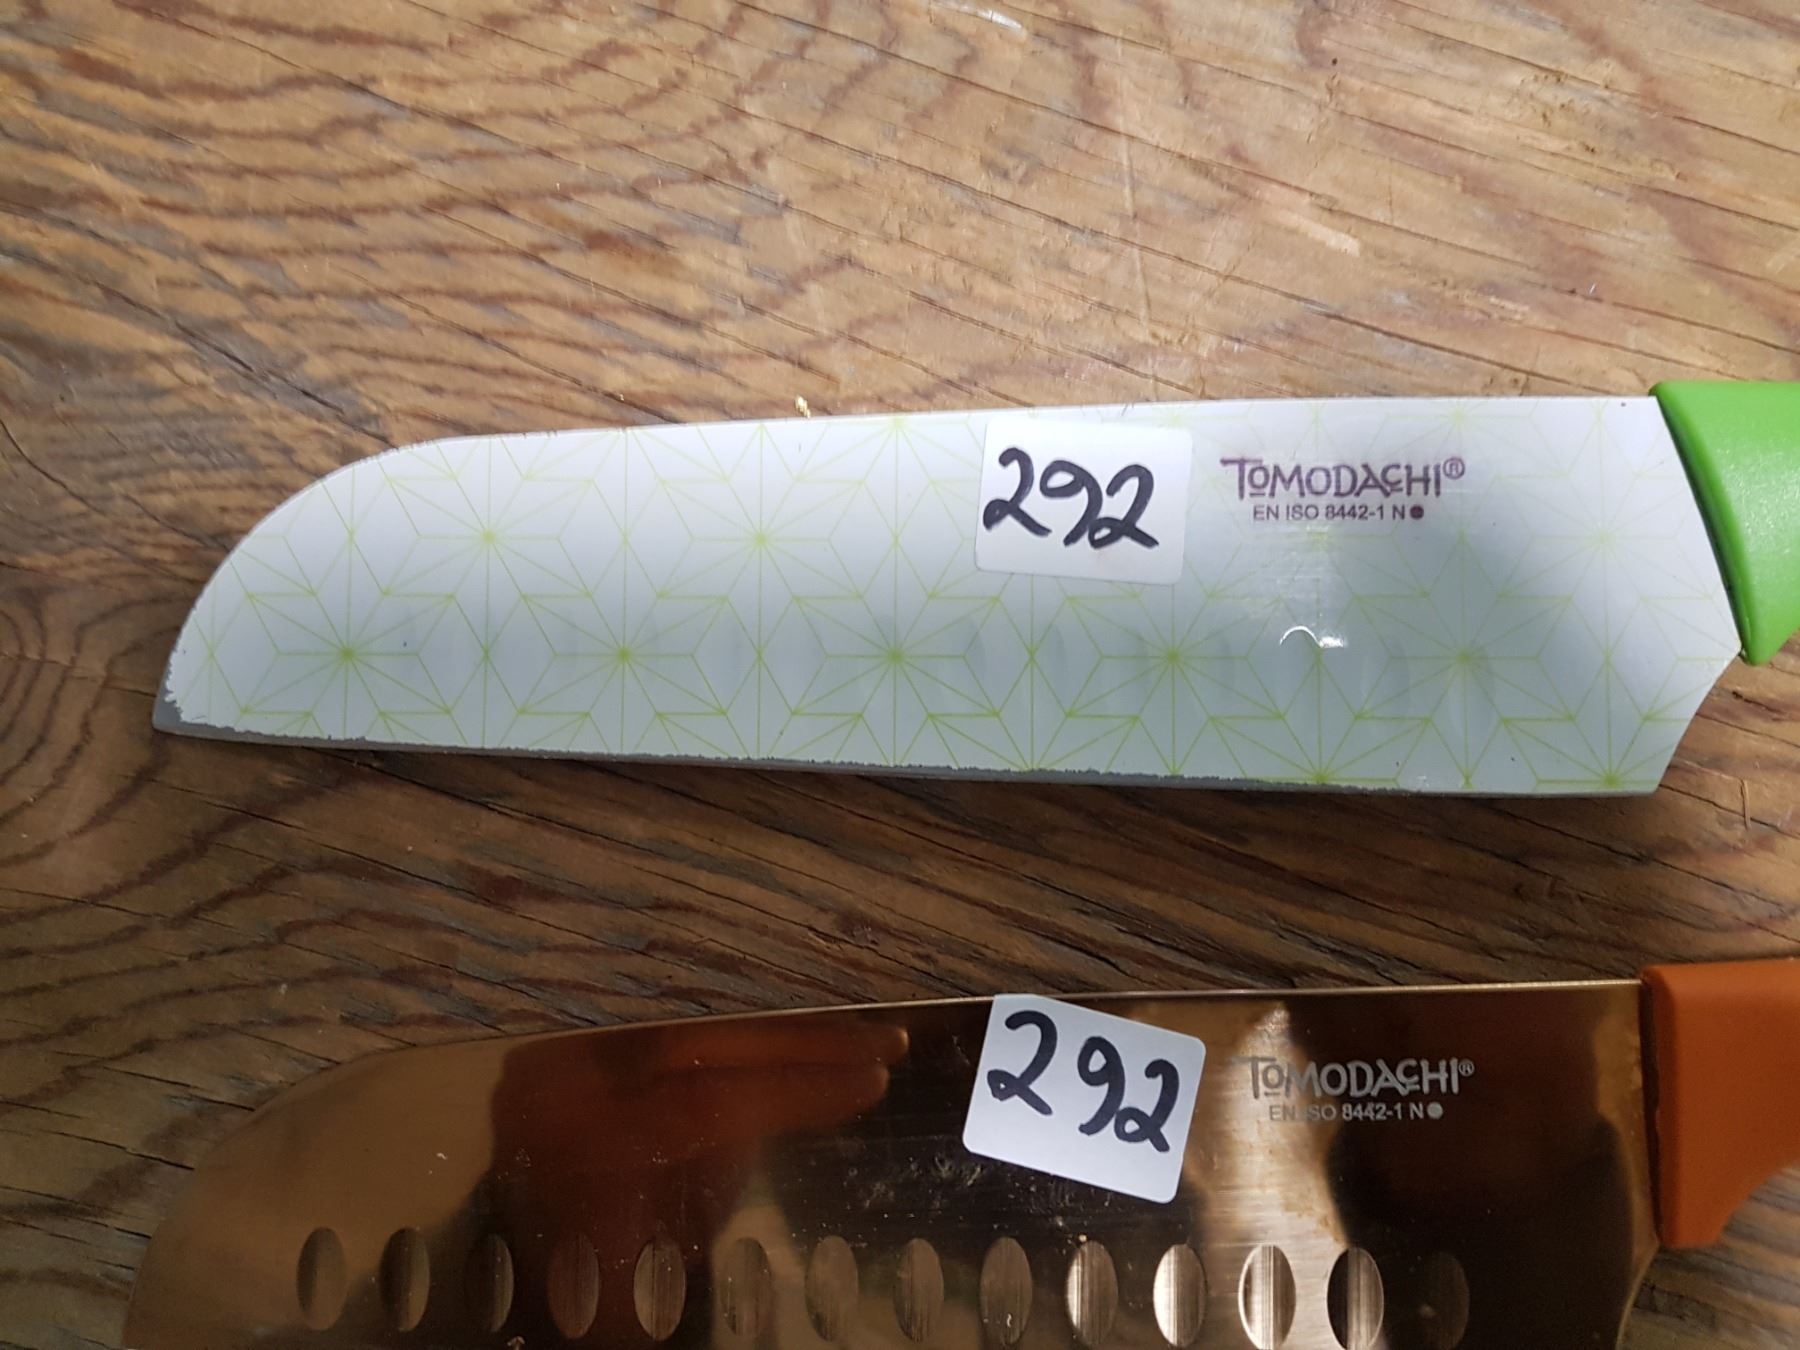 292
TOMODACHI®
EN ISO 8442-1 N
292
TOMODACHI®
EN ISO 8442-1 N